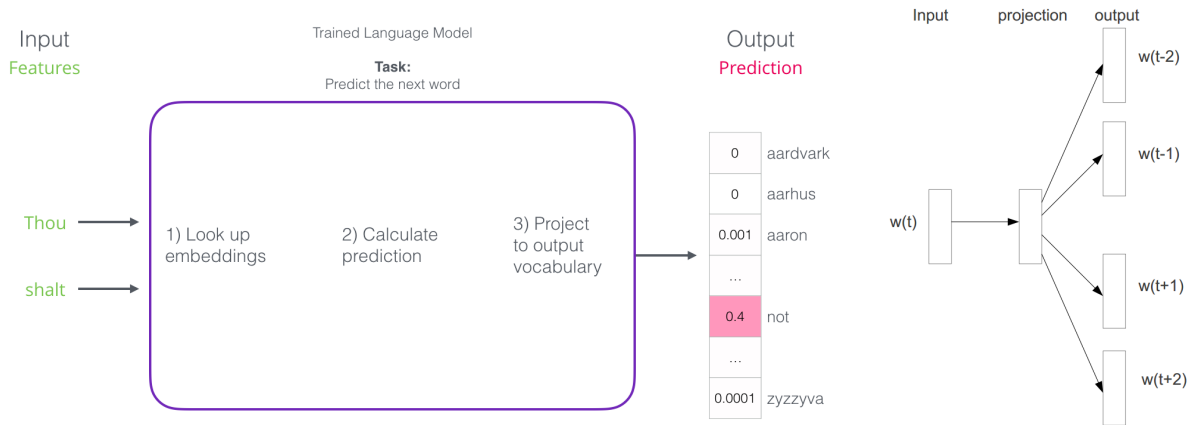 Input
Features
Trained Language Model
Task:
Predict the next word
Output
Prediction
Thou
shalt
1) Look up
embeddings
2) Calculate
prediction
3) Project
to output
vocabulary
0 aardvark
0 aarhus
0.001 aaron
...
0.4 not
...
0.0001 zyzzyva
Input projection output
w(t)
w(t-2)
w(t-1)
w(t+1)
w(t+2)